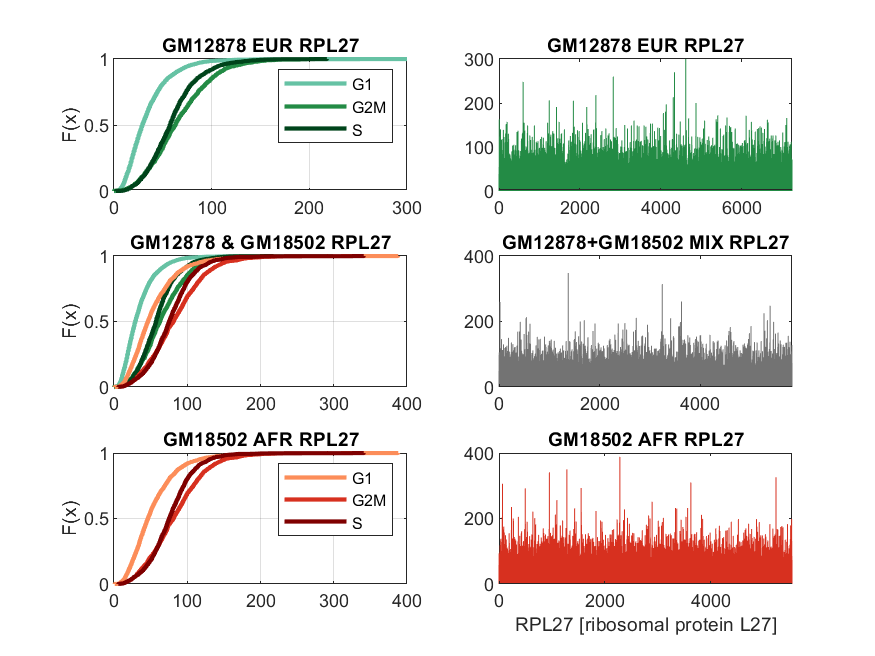 GM12878 EUR RPL27
1
0.5
0
F(x)
0 100 200 300
G1
G2M
S
GM12878 EUR RPL27
300
200
100
0
0 2000 4000 6000
GM12878 & GM18502 RPL27
1
0.5
0
F(x)
0 100 200 300 400
GM12878+GM18502 MIX RPL27
400
200
0
0 2000 4000
GM18502 AFR RPL27
1
0.5
0
F(x)
0 100 200 300 400
G1
G2M
S
GM18502 AFR RPL27
400
200
0
0 2000 4000
RPL27 [ribosomal protein L27]